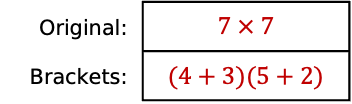 Original: 7 × 7
Brackets: (4 + 3)(5 + 2)